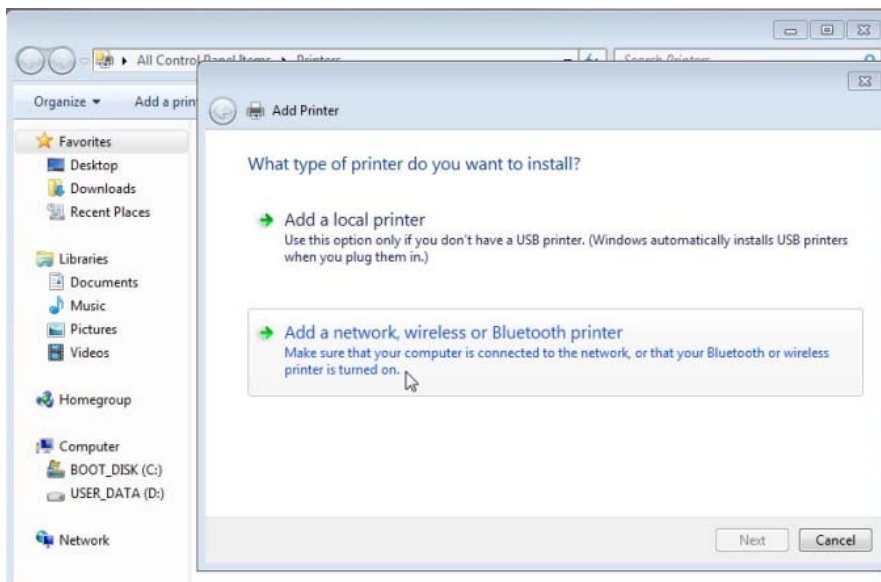 All Control Panel Items
Printers
Search Printers
Organize
Add a prin
Add Printer
Favorites
Desktop
Downloads
Recent Places
Libraries
Documents
Music
Pictures
Videos
Homegroup
Computer
BOOT_DISK (C:)
USER_DATA (D:)
Network
What type of printer do you want to install?
Add a local printer
Use this option only if you don't have a USB printer. (Windows automatically installs USB printers
when you plug them in.)
Add a network, wireless or Bluetooth printer
Make sure that your computer is connected to the network, or that your Bluetooth or wireless
printer is turned on.
Next
Cancel